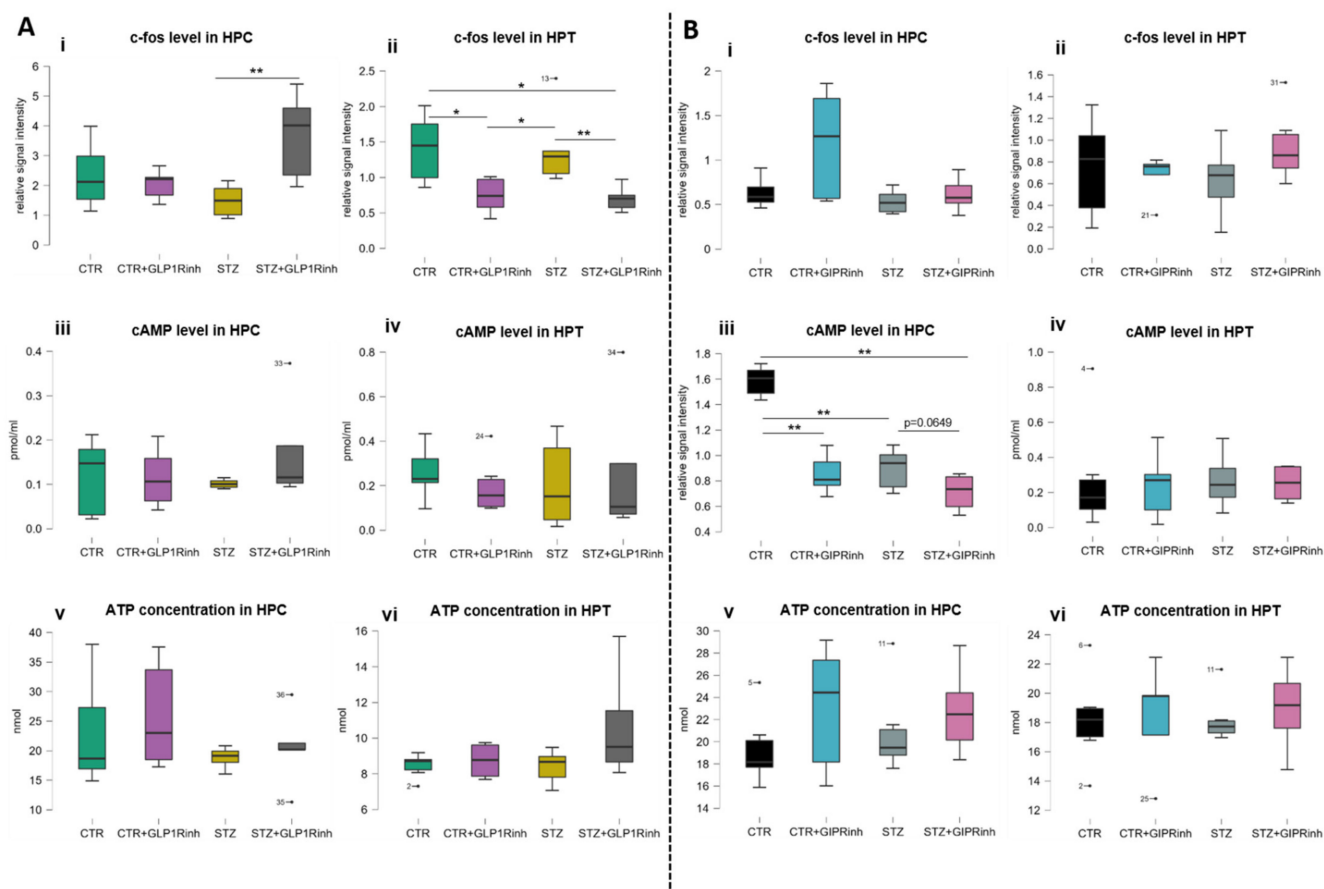 A
i
c-fos level in HPC
relative signal intensity
6
5
4
3
2
1
0
**
CTR
CTR+GLP1Rinh
STZ
STZ+GLP1Rinh
ii
c-fos level in HPT
relative signal intensity
2.5
2.0
1.5
1.0
0.5
0.0
13
*
*
*
**
CTR
CTR+GLP1Rinh
STZ
STZ+GLP1Rinh
iii
cAMP level in HPC
pmol/ml
0.4
0.3
0.2
0.1
0.0
33
CTR
CTR+GLP1Rinh
STZ
STZ+GLP1Rinh
iv
cAMP level in HPT
pmol/ml
0.8
0.6
0.4
0.2
0.0
24
34
CTR
CTR+GLP1Rinh
STZ
STZ+GLP1Rinh
v
ATP concentration in HPC
nmol
40
35
30
25
20
15
10
36
35
CTR
CTR+GLP1Rinh
STZ
STZ+GLP1Rinh
vi
ATP concentration in HPT
nmol
16
14
12
10
8
6
2
CTR
CTR+GLP1Rinh
STZ
STZ+GLP1Rinh
B
i
c-fos level in HPC
relative signal intensity
2
1.5
1
0.5
0
CTR
CTR+GIPRinh
STZ
STZ+GIPRinh
ii
c-fos level in HPT
relative signal intensity
1.6
1.4
1.2
1.0
0.8
0.6
0.4
0.2
0.0
21
31
CTR
CTR+GIPRinh
STZ
STZ+GIPRinh
iii
cAMP level in HPC
relative signal intensity
1.8
1.6
1.4
1.2
1.0
0.8
0.6
0.4
**
**
**
p=0.0649
CTR
CTR+GIPRinh
STZ
STZ+GIPRinh
iv
cAMP level in HPT
pmol/ml
1.0
0.8
0.6
0.4
0.2
0.0
4
CTR
CTR+GIPRinh
STZ
STZ+GIPRinh
v
ATP concentration in HPC
nmol
30
28
26
24
22
20
18
16
14
5
11
CTR
CTR+GIPRinh
STZ
STZ+GIPRinh
vi
ATP concentration in HPT
nmol
24
22
20
18
16
14
12
6
2
25
11
CTR
CTR+GIPRinh
STZ
STZ+GIPRinh